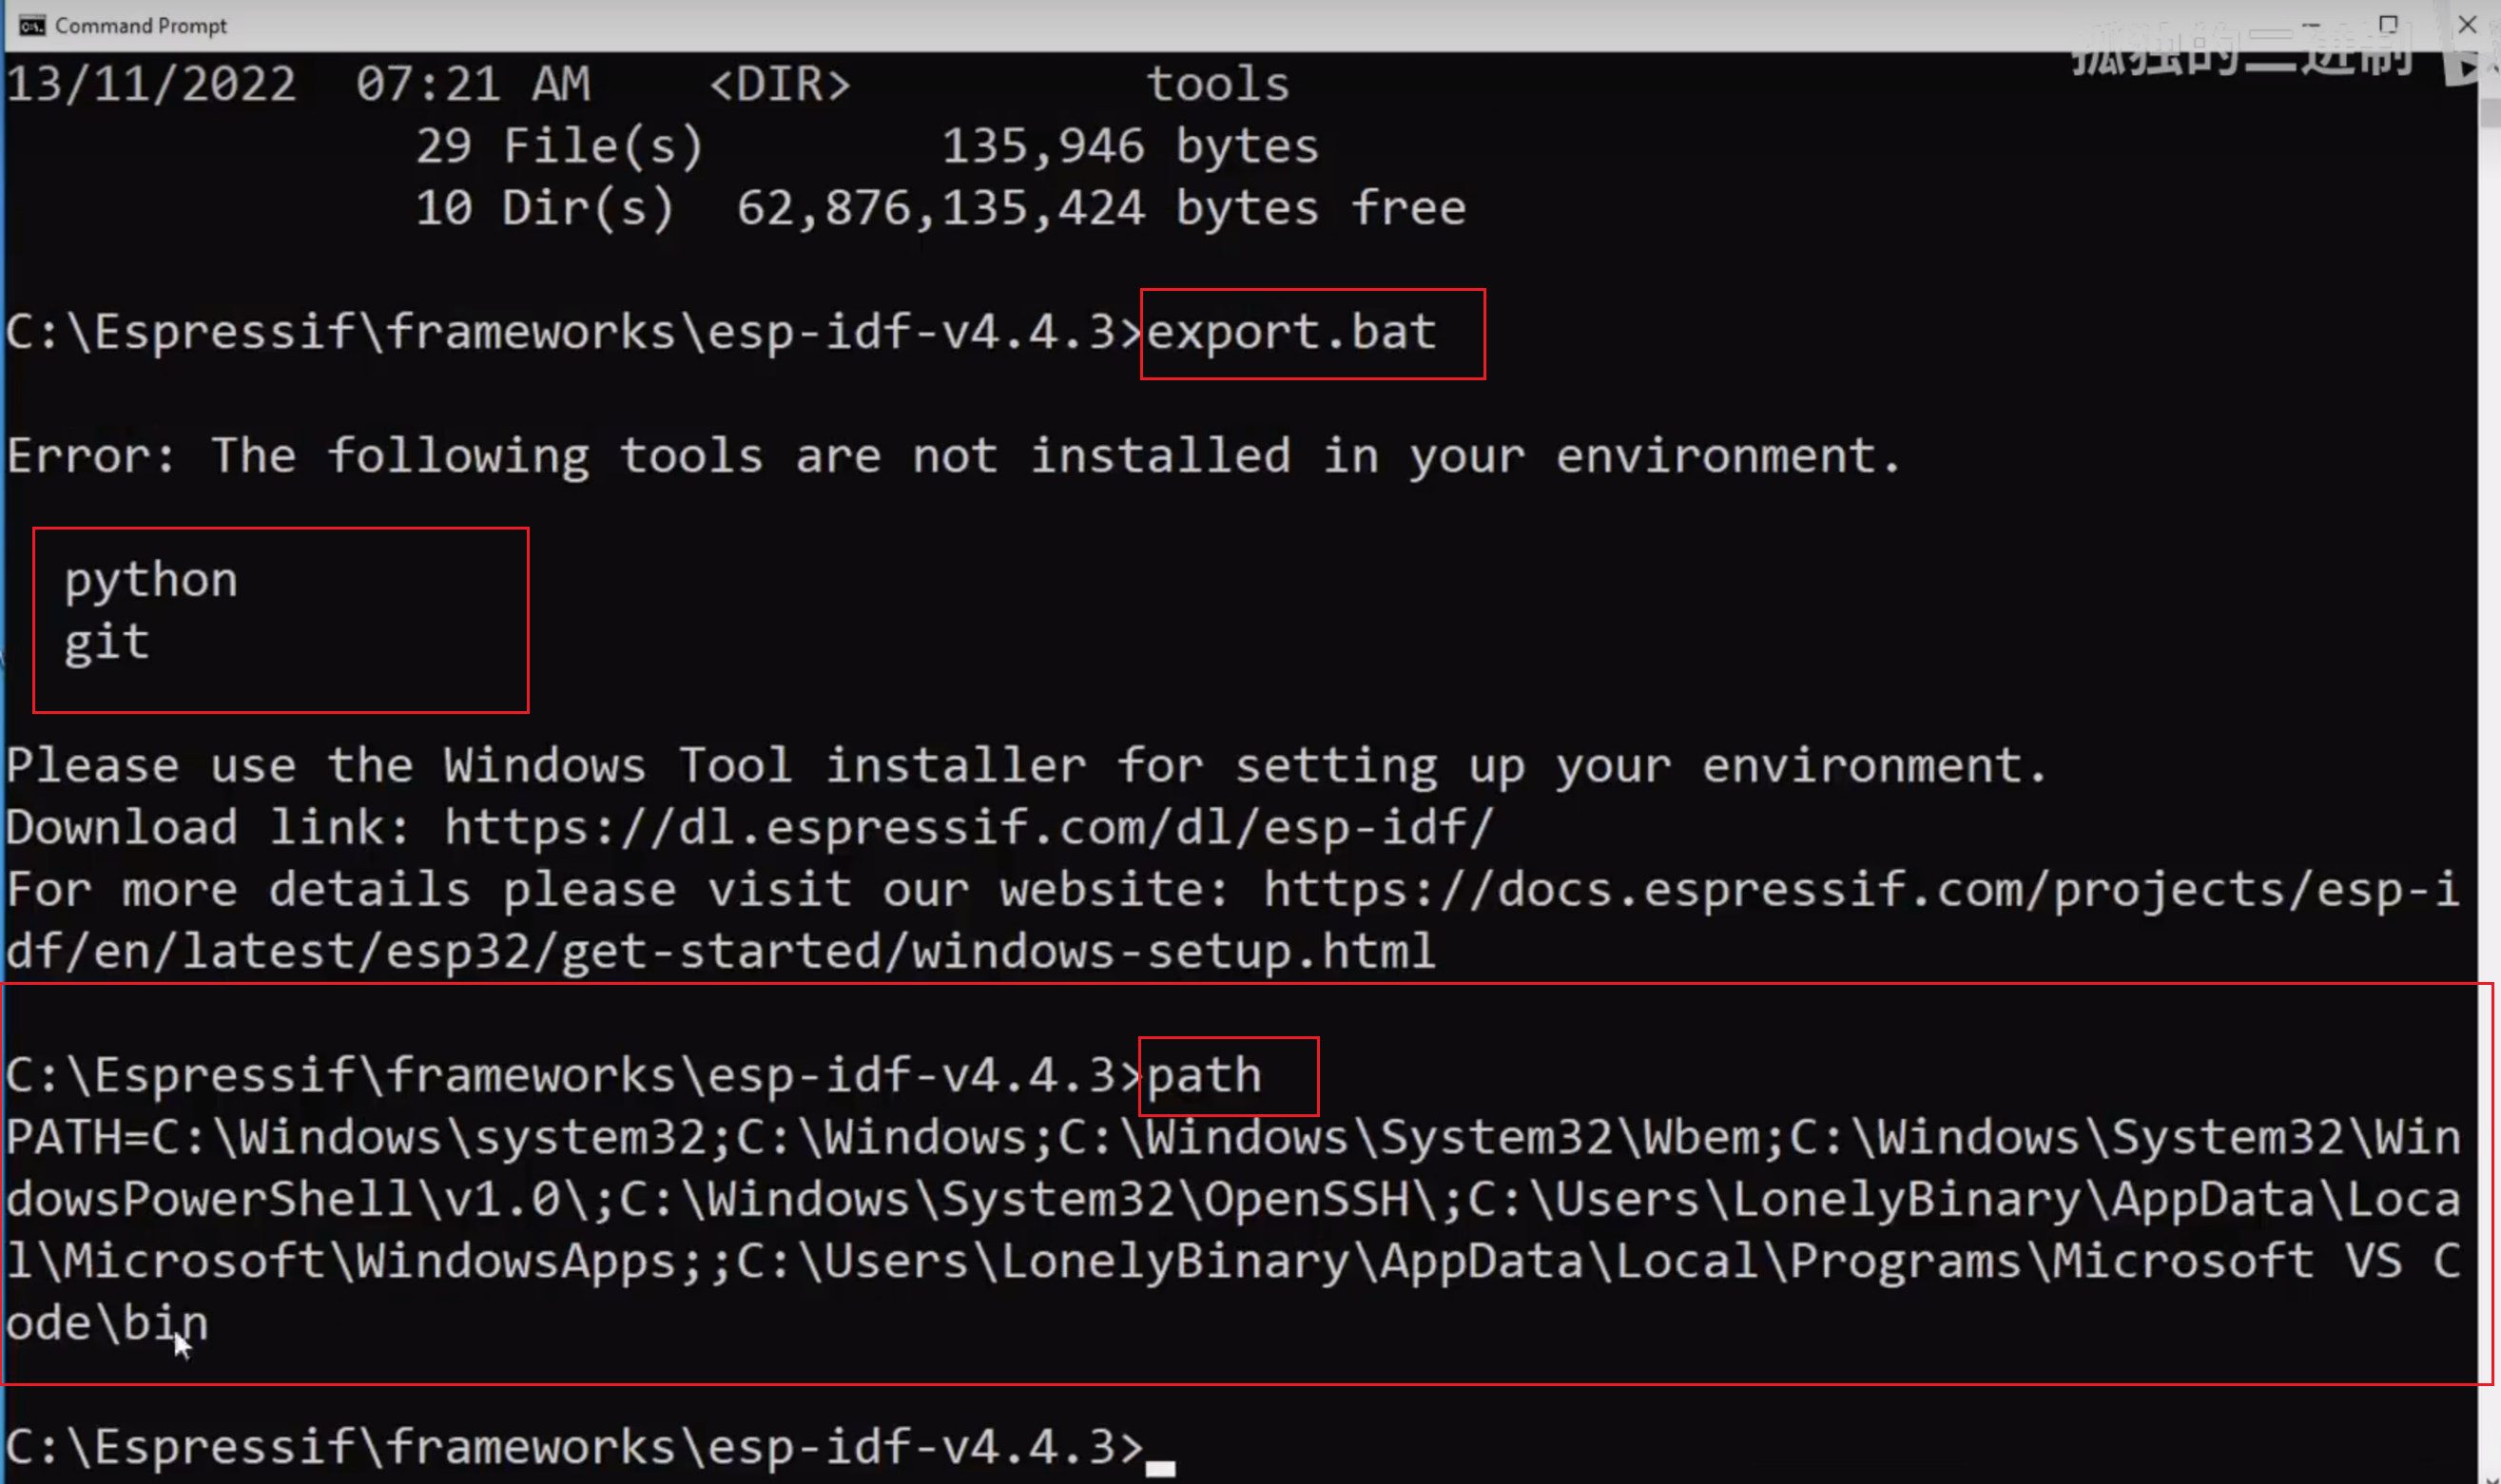 Command Prompt
孤独的二进制
13/11/2022  07:21 AM    <DIR>          tools
29 File(s)        135,946 bytes
10 Dir(s)  62,876,135,424 bytes free
C:\Espressif\frameworks\esp-idf-v4.4.3>export.bat
Error: The following tools are not installed in your environment.
python
git
Please use the Windows Tool installer for setting up your environment.
Download link: https://dl.espressif.com/dl/esp-idf/
For more details please visit our website: https://docs.espressif.com/projects/esp-i
df/en/latest/esp32/get-started/windows-setup.html
C:\Espressif\frameworks\esp-idf-v4.4.3>path
PATH=C:\Windows\system32;C:\Windows;C:\Windows\System32\Wbem;C:\Windows\System32\Win
dowsPowerShell\v1.0\;C:\Windows\System32\OpenSSH\;C:\Users\LonelyBinary\AppData\Loca
l\Microsoft\WindowsApps;;C:\Users\LonelyBinary\AppData\Local\Programs\Microsoft VS C
ode\bin
C:\Espressif\frameworks\esp-idf-v4.4.3>